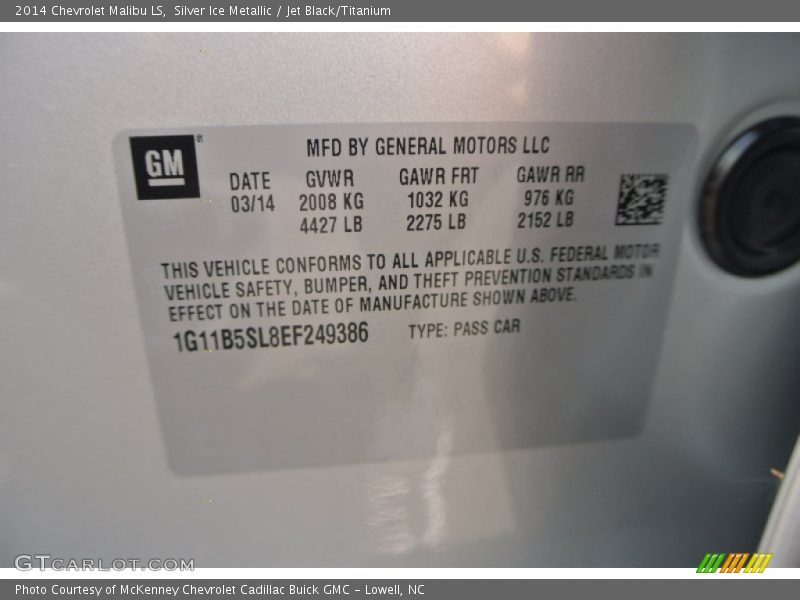 2014 Chevrolet Malibu LS,  Silver Ice Metallic / Jet Black/Titanium
GM ®
MFD BY GENERAL MOTORS LLC
DATE GVWR GAWR FRT GAWR RR
03/14 2008 KG 1032 KG 976 KG
4427 LB 2275 LB 2152 LB
THIS VEHICLE CONFORMS TO ALL APPLICABLE U.S. FEDERAL MOTOR
VEHICLE SAFETY, BUMPER, AND THEFT PREVENTION STANDARDS IN
EFFECT ON THE DATE OF MANUFACTURE SHOWN ABOVE.
1G11B5SL8EF249386 TYPE: PASS CAR
GTCARLOT.COM
Photo Courtesy of McKenney Chevrolet Cadillac Buick GMC – Lowell, NC